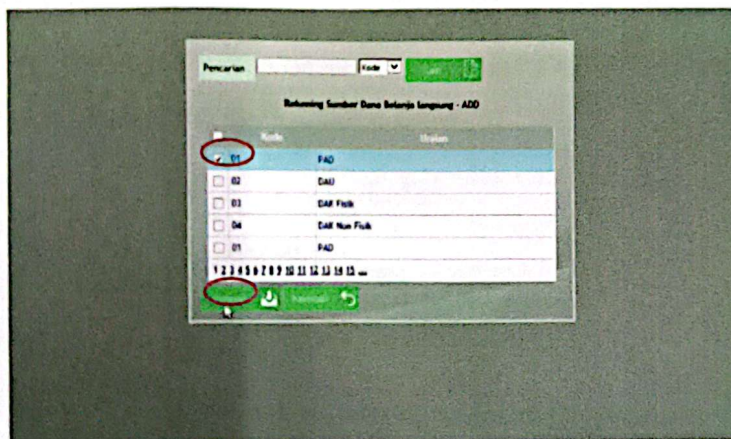 Pencarian Kode
Rekening Sumber Dana Belanja langsung - ADD
Kode Uraian
01 PAD
02 DAU
03 DAK Fisik
04 DAK Non Fisik
01 PAD
1 2 3 4 5 6 7 8 9 10 11 12 13 14 15 ...